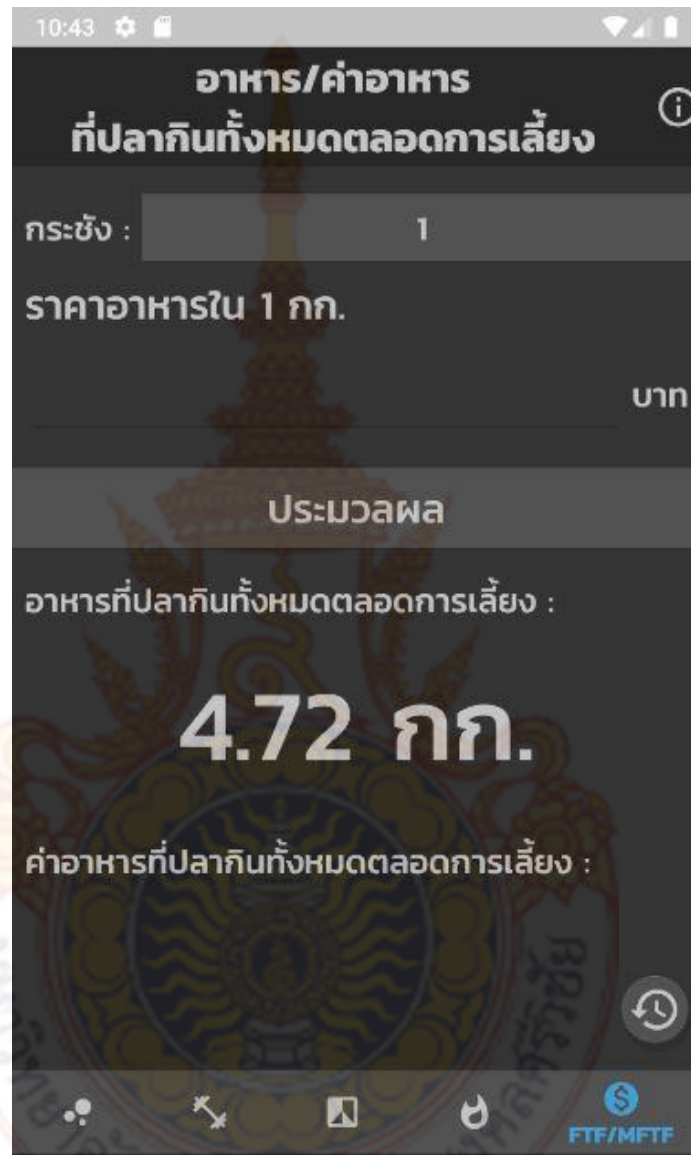 10:43
อาหาร/ค่าอาหาร
ที่ปลากินทั้งหมดตลอดการเลี้ยง
กระชัง :
1
ราคาอาหารใน 1 กก.
บาท
ประมวลผล
อาหารที่ปลากินทั้งหมดตลอดการเลี้ยง :
4.72 กก.
ค่าอาหารที่ปลากินทั้งหมดตลอดการเลี้ยง :
FTF/MFTF